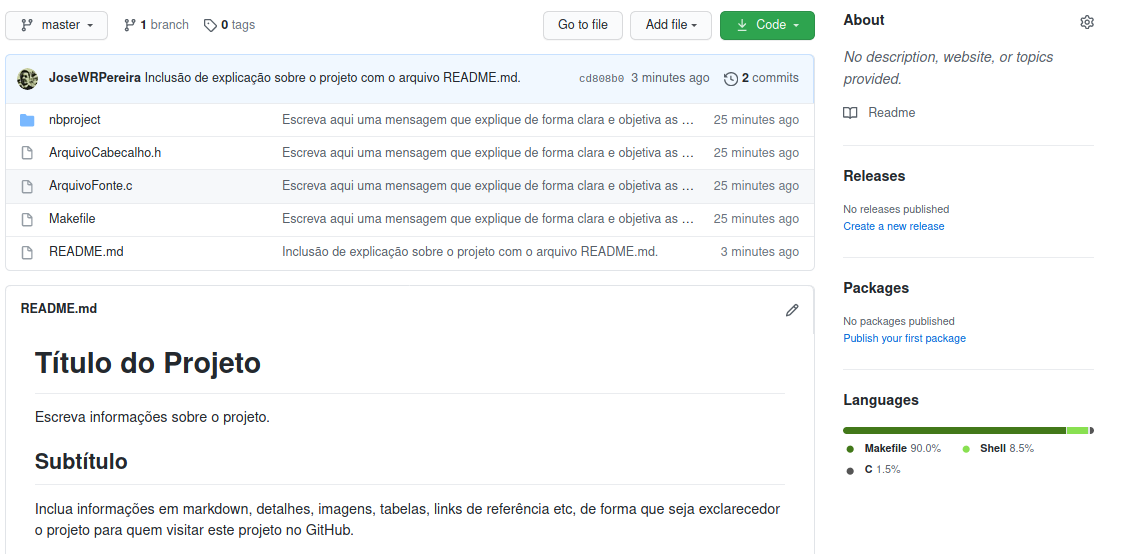 master 1 branch 0 tags Go to file Add file Code
JoseWRPereira Inclusão de explicação sobre o projeto com o arquivo README.md. cd808b0 3 minutes ago 2 commits
nbproject Escreva aqui uma mensagem que explique de forma clara e objetiva as ... 25 minutes ago
ArquivoCabecalho.h Escreva aqui uma mensagem que explique de forma clara e objetiva as ... 25 minutes ago
ArquivoFonte.c Escreva aqui uma mensagem que explique de forma clara e objetiva as ... 25 minutes ago
Makefile Escreva aqui uma mensagem que explique de forma clara e objetiva as ... 25 minutes ago
README.md Inclusão de explicação sobre o projeto com o arquivo README.md. 3 minutes ago
README.md
Título do Projeto
Escreva informações sobre o projeto.
Subtítulo
Inclua informações em markdown, detalhes, imagens, tabelas, links de referência etc, de forma que seja exclarecedor
o projeto para quem visitar este projeto no GitHub.
About
No description, website, or topics
provided.
Readme
Releases
No releases published
Create a new release
Packages
No packages published
Publish your first package
Languages
Makefile 90.0% Shell 8.5%
C 1.5%